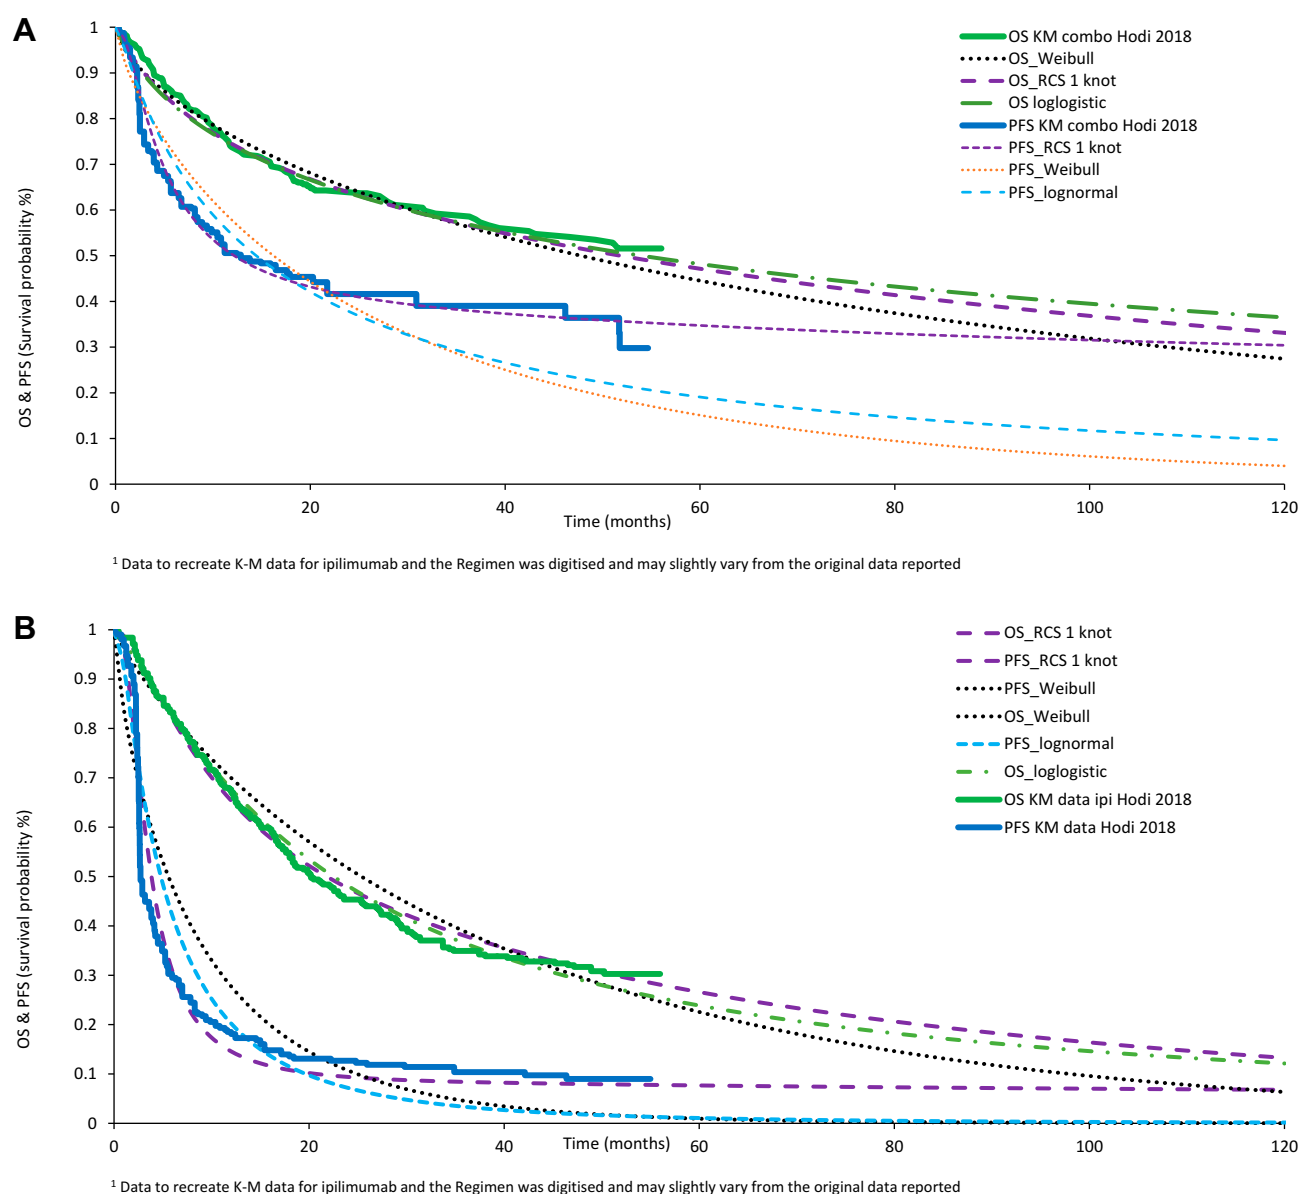 A
OS KM combo Hodi 2018
OS_Weibull
OS_RCS 1 knot
OS loglogistic
PFS KM combo Hodi 2018
PFS_RCS 1 knot
PFS_Weibull
PFS_lognormal
OS & PFS (Survival probability %)
1
0.9
0.8
0.7
0.6
0.5
0.4
0.3
0.2
0.1
0
0 20 40 60 80 100 120
Time (months)
1 Data to recreate K-M data for ipilimumab and the Regimen was digitised and may slightly vary from the original data reported
B
OS_RCS 1 knot
PFS_RCS 1 knot
PFS_Weibull
OS_Weibull
PFS_lognormal
OS_loglogistic
OS KM data ipi Hodi 2018
PFS KM data Hodi 2018
OS & PFS (survival probability %)
1
0.9
0.8
0.7
0.6
0.5
0.4
0.3
0.2
0.1
0
0 20 40 60 80 100 120
Time (months)
1 Data to recreate K-M data for ipilimumab and the Regimen was digitised and may slightly vary from the original data reported